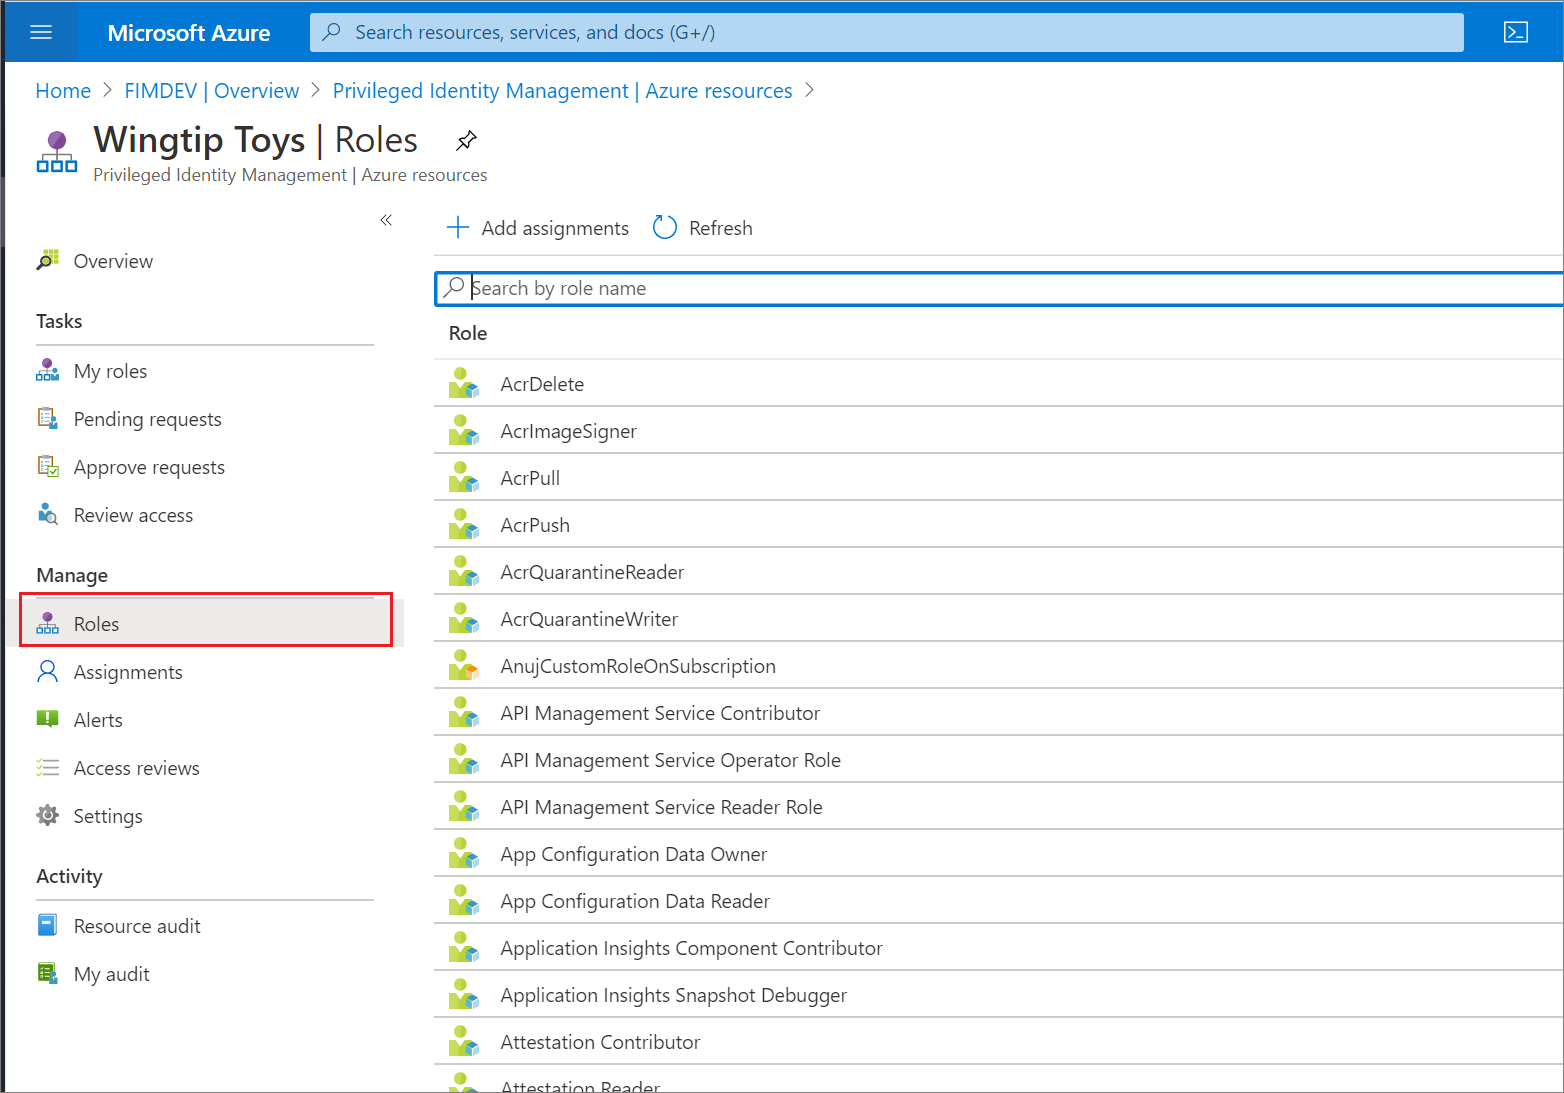 Microsoft Azure
Search resources, services, and docs (G+/)
Home > FIMDEV | Overview > Privileged Identity Management | Azure resources >
Wingtip Toys | Roles
Privileged Identity Management | Azure resources
«
Overview
Tasks
My roles
Pending requests
Approve requests
Review access
Manage
Roles
Assignments
Alerts
Access reviews
Settings
Activity
Resource audit
My audit
Add assignments
Refresh
Search by role name
Role
AcrDelete
AcrImageSigner
AcrPull
AcrPush
AcrQuarantineReader
AcrQuarantineWriter
AnujCustomRoleOnSubscription
API Management Service Contributor
API Management Service Operator Role
API Management Service Reader Role
App Configuration Data Owner
App Configuration Data Reader
Application Insights Component Contributor
Application Insights Snapshot Debugger
Attestation Contributor
Attestation Reader